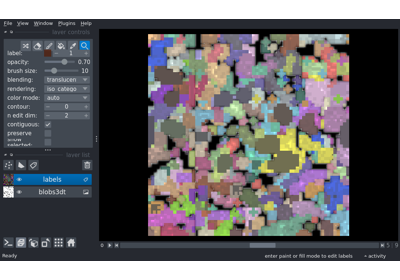 File View Window Plugins Help
layer controls
label: 1
opacity: 0.70
brush size: 10
blending: translucen
rendering: iso_catego
color mode: auto
contour: 0
n edit dim: 2
contiguous:
preserve
selected:
layer list
labels
blobs3dt
Ready
enter paint or fill mode to edit labels
activity